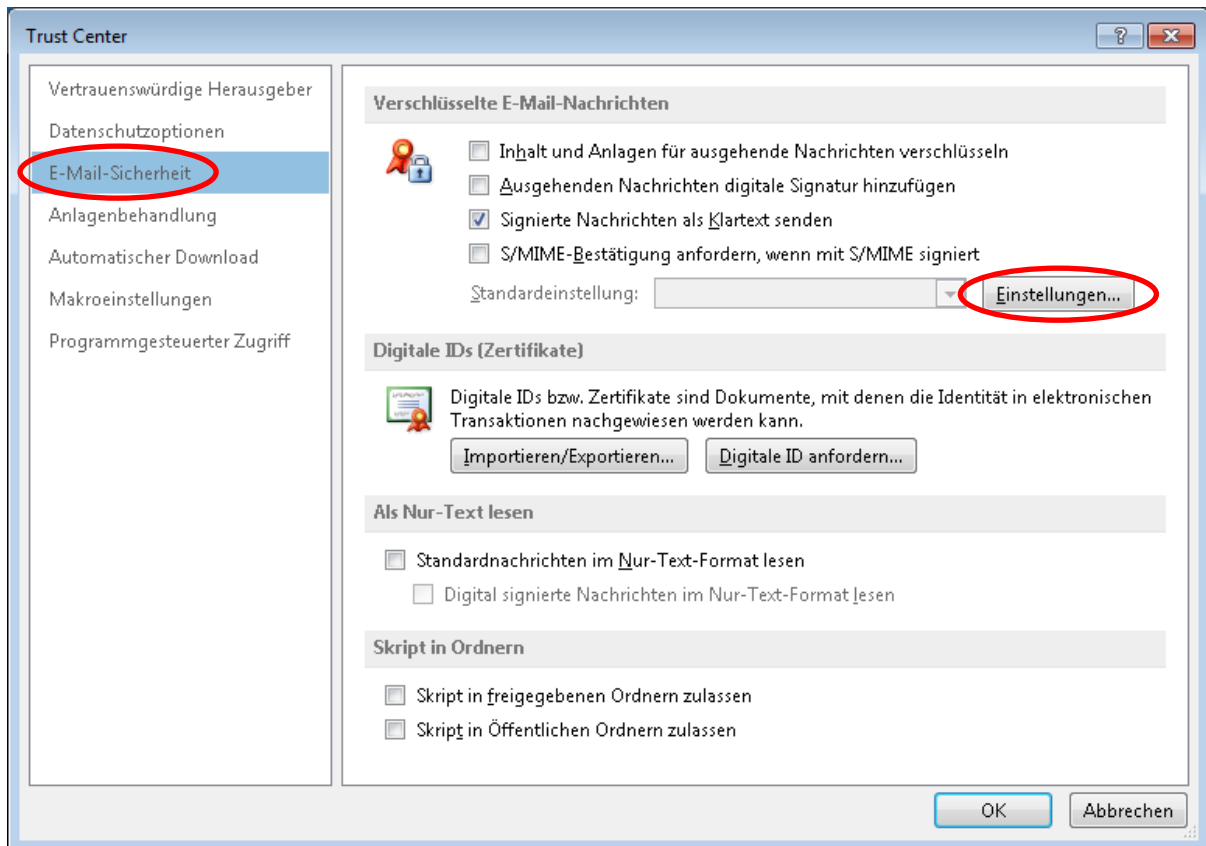 Trust Center
Vertrauenswürdige Herausgeber
Datenschutzoptionen
E-Mail-Sicherheit
Anlagenbehandlung
Automatischer Download
Makroeinstellungen
Programmgesteuerter Zugriff
Verschlüsselte E-Mail-Nachrichten
Inhalt und Anlagen für ausgehende Nachrichten verschlüsseln
Ausgehenden Nachrichten digitale Signatur hinzufügen
Signierte Nachrichten als Klartext senden
S/MIME-Bestätigung anfordern, wenn mit S/MIME signiert
Standardeinstellung:
Einstellungen...
Digitale IDs (Zertifikate)
Digitale IDs bzw. Zertifikate sind Dokumente, mit denen die Identität in elektronischen
Transaktionen nachgewiesen werden kann.
Importieren/Exportieren...
Digitale ID anfordern...
Als Nur-Text lesen
Standardnachrichten im Nur-Text-Format lesen
Digital signierte Nachrichten im Nur-Text-Format lesen
Skript in Ordnern
Skript in freigegebenen Ordnern zulassen
Skript in Öffentlichen Ordnern zulassen
OK
Abbrechen